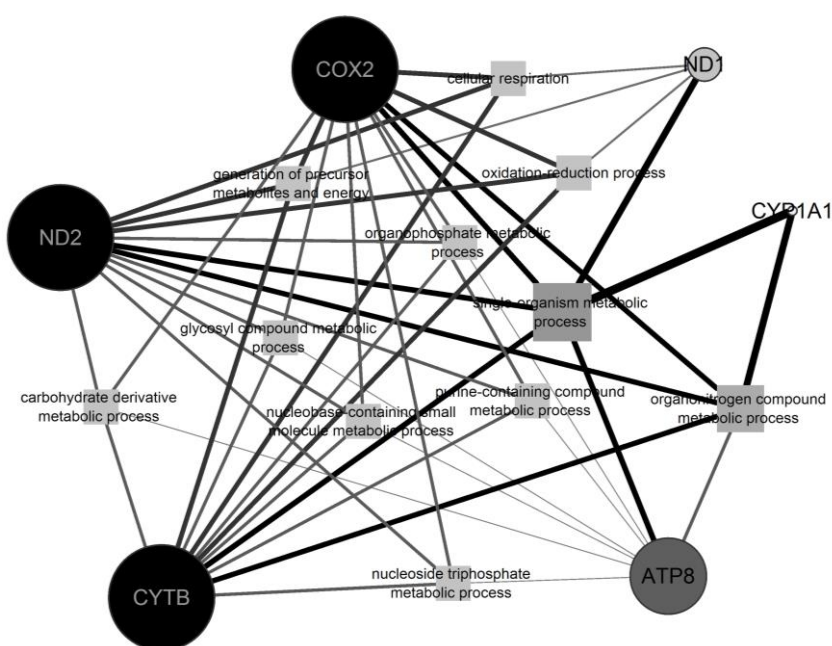 COX2
cellular respiration
ND1
generation of precursor
metabolites and energy
oxidation-reduction process
CYP1A1
ND2
organophosphate metabolic
process
single-organism metabolic
process
glycosyl compound metabolic
process
carbohydrate derivative
metabolic process
nucleobase-containing small
molecule metabolic process
purine-containing compound
metabolic process
organonitrogen compound
metabolic process
CYTB
nucleoside triphosphate
metabolic process
ATP8